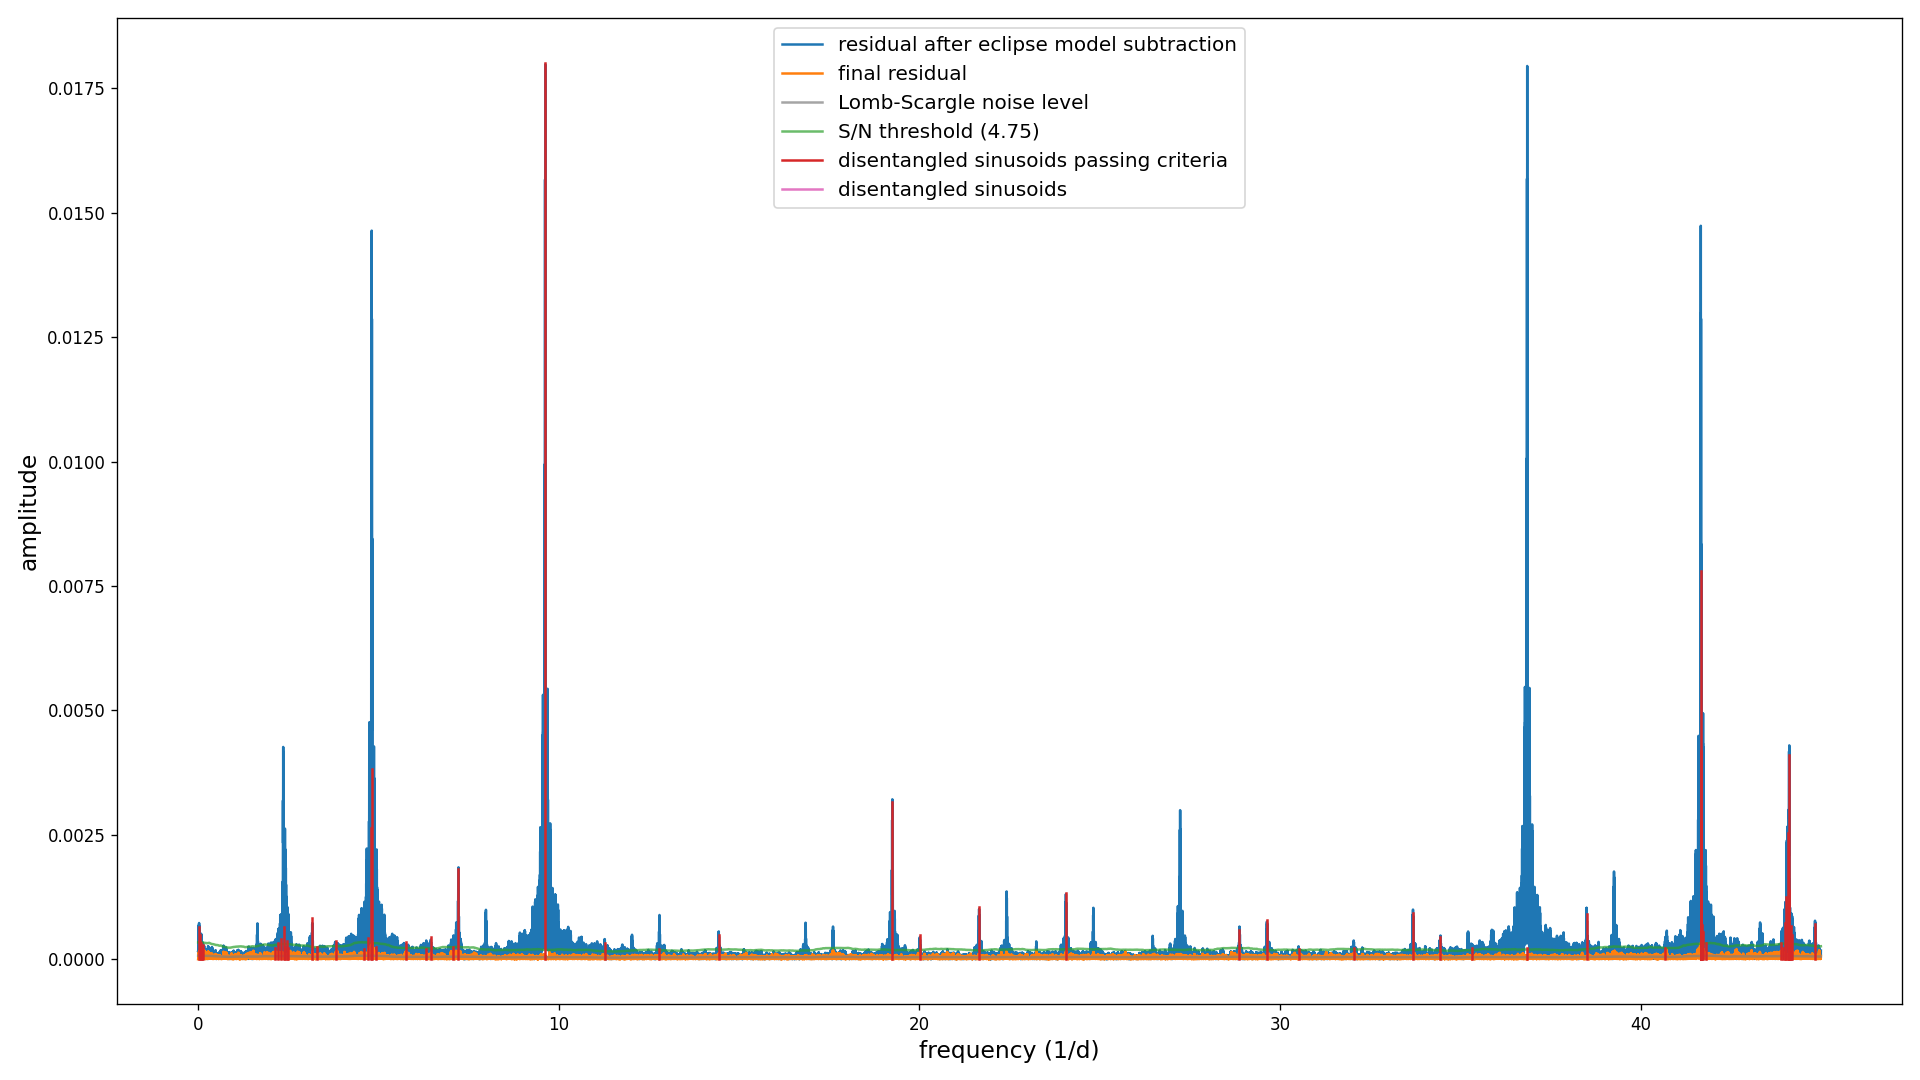 residual after eclipse model subtraction
final residual
Lomb-Scargle noise level
S/N threshold (4.75)
disentangled sinusoids passing criteria
disentangled sinusoids
0.0175
0.0150
0.0125
0.0100
0.0075
0.0050
0.0025
0.0000
amplitude
0 10 20 30 40
frequency (1/d)